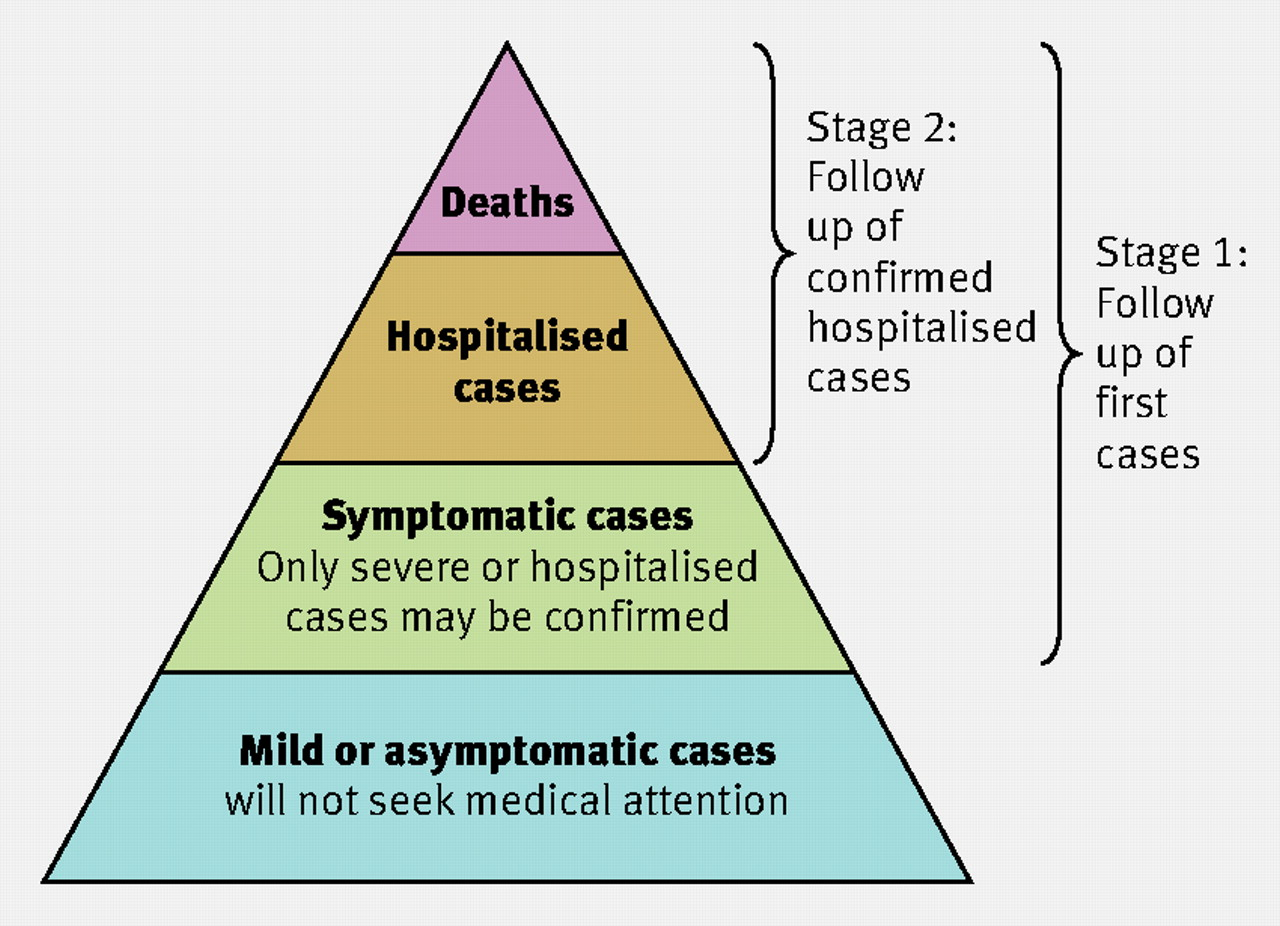 Deaths
Hospitalised
cases
Symptomatic cases
Only severe or hospitalised
cases may be confirmed
Mild or asymptomatic cases
will not seek medical attention
Stage 2:
Follow
up of
confirmed
hospitalised
cases
Stage 1:
Follow
up of
first
cases